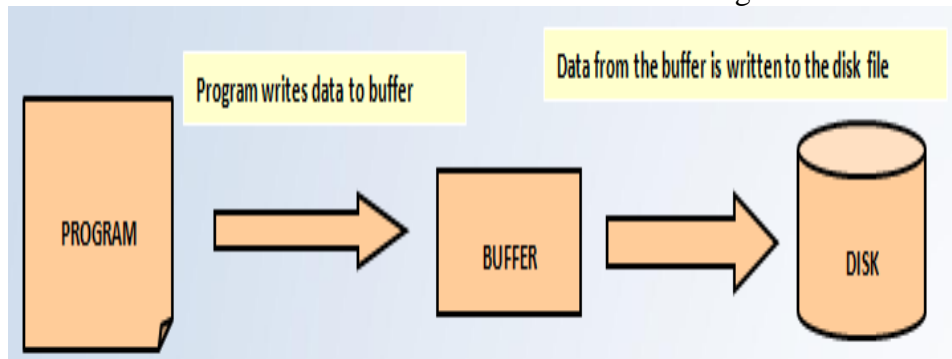 Data from the buffer is written to the disk file
Program writes data to buffer
PROGRAM
BUFFER
DISK